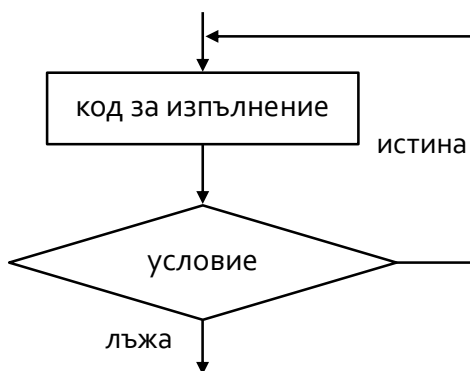 код за изпълнение
истина
условие
лъжа